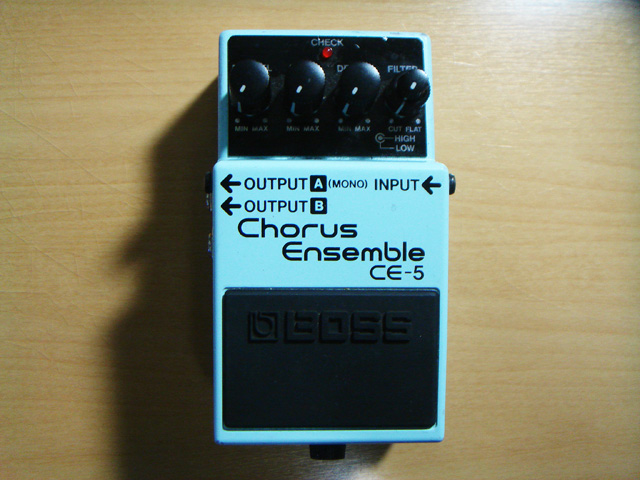 CHECK
FILTER
MIN MAX MIN MAX MIN MAX CUT FLAT
HIGH
LOW
OUTPUT A (MONO) INPUT
OUTPUT B
Chorus
Ensemble
CE-5
BOSS